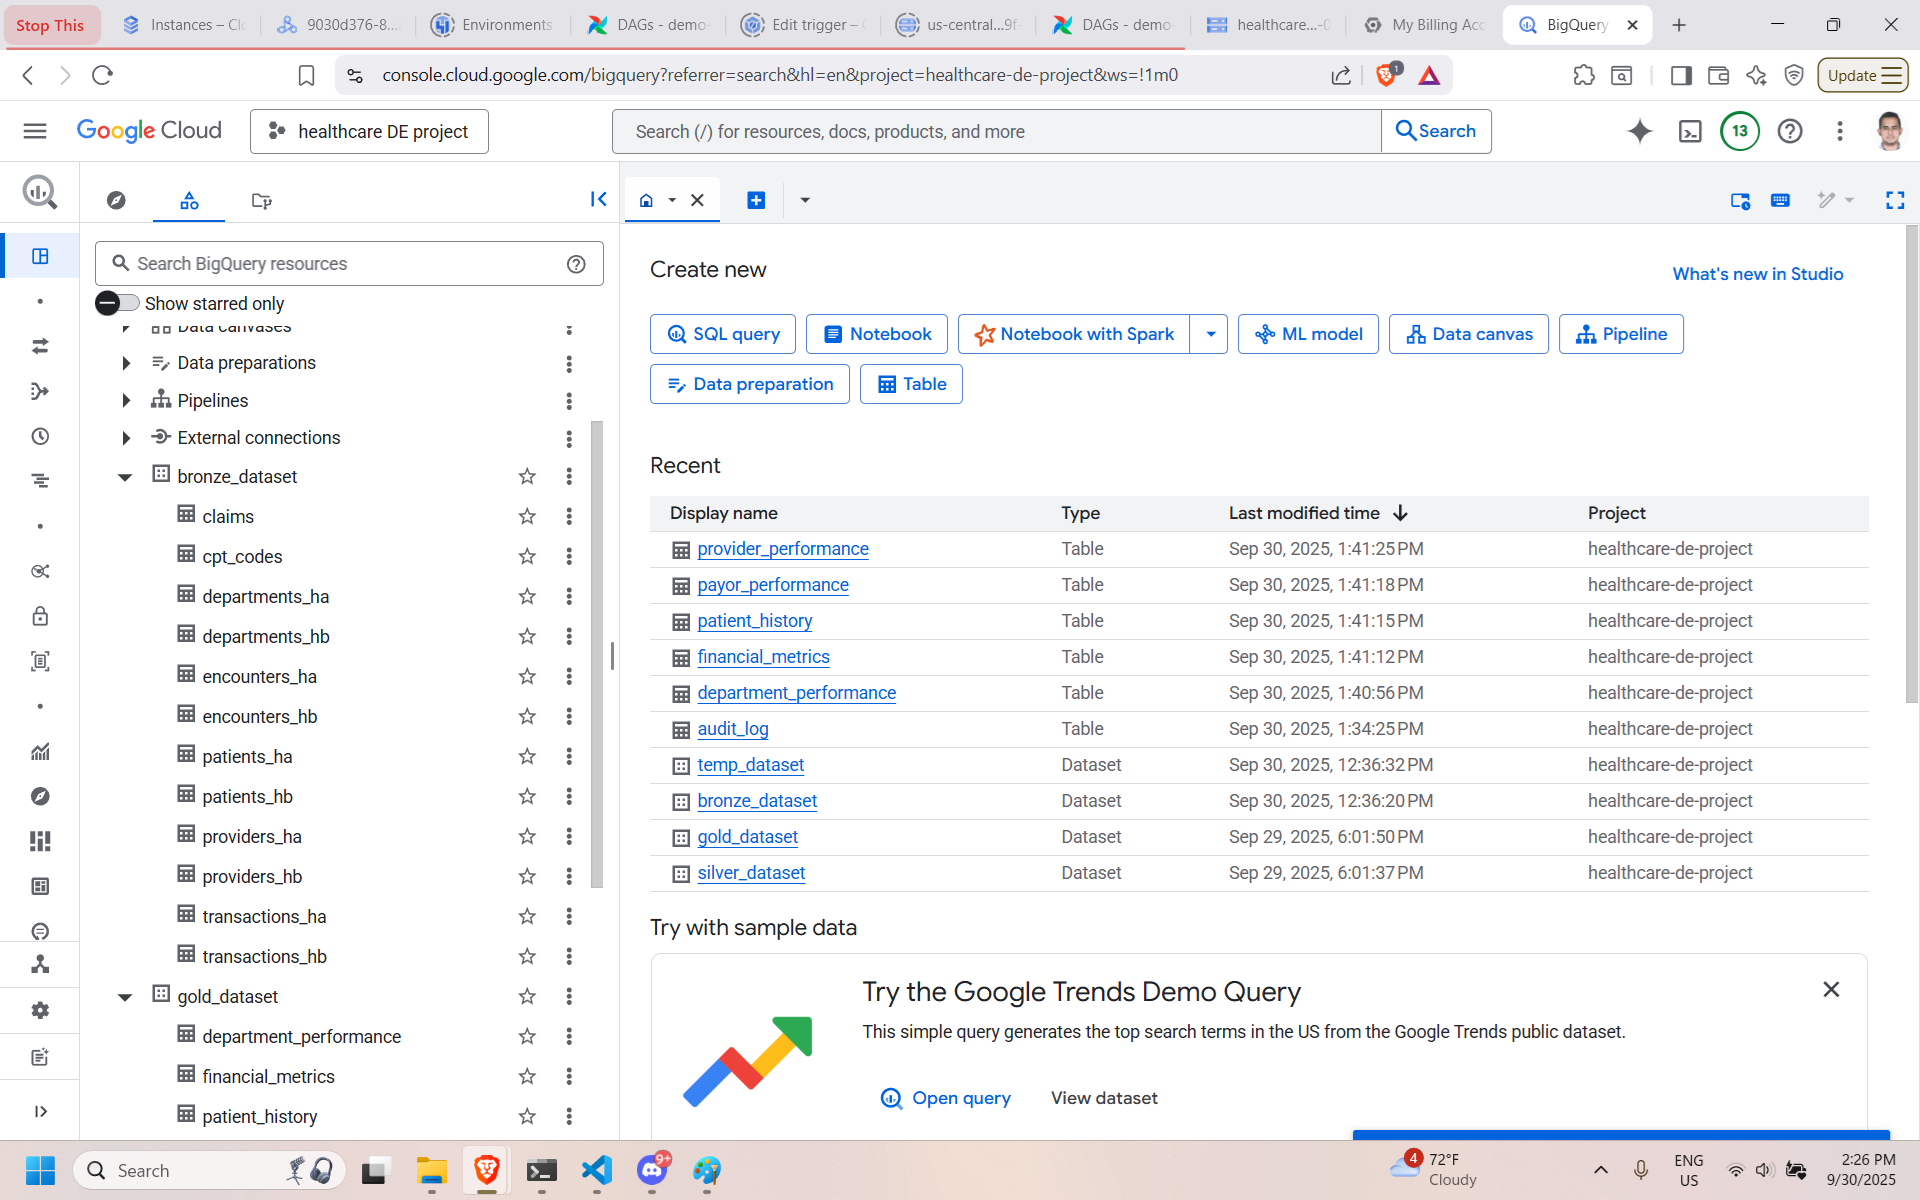 Stop This
Instances – Cl
9030d376-8...
Environments
DAGs - demo-
Edit trigger –
us-central...9f
DAGs - demo-
healthcare...-0
My Billing Acc
BigQuery
console.cloud.google.com/bigquery?referrer=search&hl=en&project=healthcare-de-project&ws=!1m0
1
Update
Google Cloud
healthcare DE project
Search (/) for resources, docs, products, and more
Search
13
Search BigQuery resources
Show starred only
Data canvases
Data preparations
Pipelines
External connections
bronze_dataset
claims
cpt_codes
departments_ha
departments_hb
encounters_ha
encounters_hb
patients_ha
patients_hb
providers_ha
providers_hb
transactions_ha
transactions_hb
gold_dataset
department_performance
financial_metrics
patient_history
Create new
What's new in Studio
SQL query
Notebook
Notebook with Spark
ML model
Data canvas
Pipeline
Data preparation
Table
Recent
Display name Type Last modified time Project
provider_performance Table Sep 30, 2025, 1:41:25 PM healthcare-de-project
payor_performance Table Sep 30, 2025, 1:41:18 PM healthcare-de-project
patient_history Table Sep 30, 2025, 1:41:15 PM healthcare-de-project
financial_metrics Table Sep 30, 2025, 1:41:12 PM healthcare-de-project
department_performance Table Sep 30, 2025, 1:40:56 PM healthcare-de-project
audit_log Table Sep 30, 2025, 1:34:25 PM healthcare-de-project
temp_dataset Dataset Sep 30, 2025, 12:36:32 PM healthcare-de-project
bronze_dataset Dataset Sep 30, 2025, 12:36:20 PM healthcare-de-project
gold_dataset Dataset Sep 29, 2025, 6:01:50 PM healthcare-de-project
silver_dataset Dataset Sep 29, 2025, 6:01:37 PM healthcare-de-project
Try with sample data
Try the Google Trends Demo Query
This simple query generates the top search terms in the US from the Google Trends public dataset.
Open query
View dataset
Search
9+
4
72°F
Cloudy
ENG
US
2:26 PM
9/30/2025